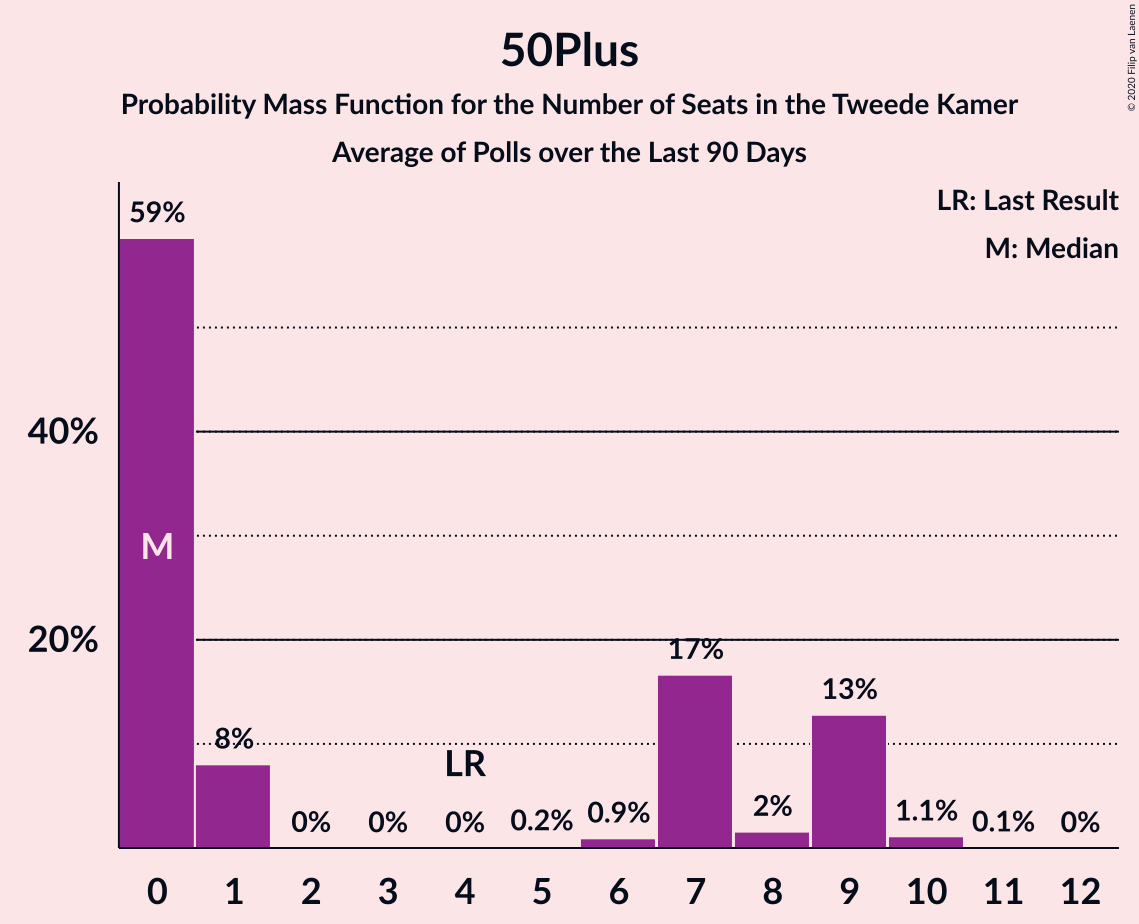 50Plus
Probability Mass Function for the Number of Seats in the Tweede Kamer
Average of Polls over the Last 90 Days
© 2020 Filip van Laenen
LR: Last Result
M: Median
59%
40%
M
20%
17%
13%
8%
LR
0%
0%
0%
0.2%
0.9%
2%
1.1%
0.1%
0%
0 1 2 3 4 5 6 7 8 9 10 11 12